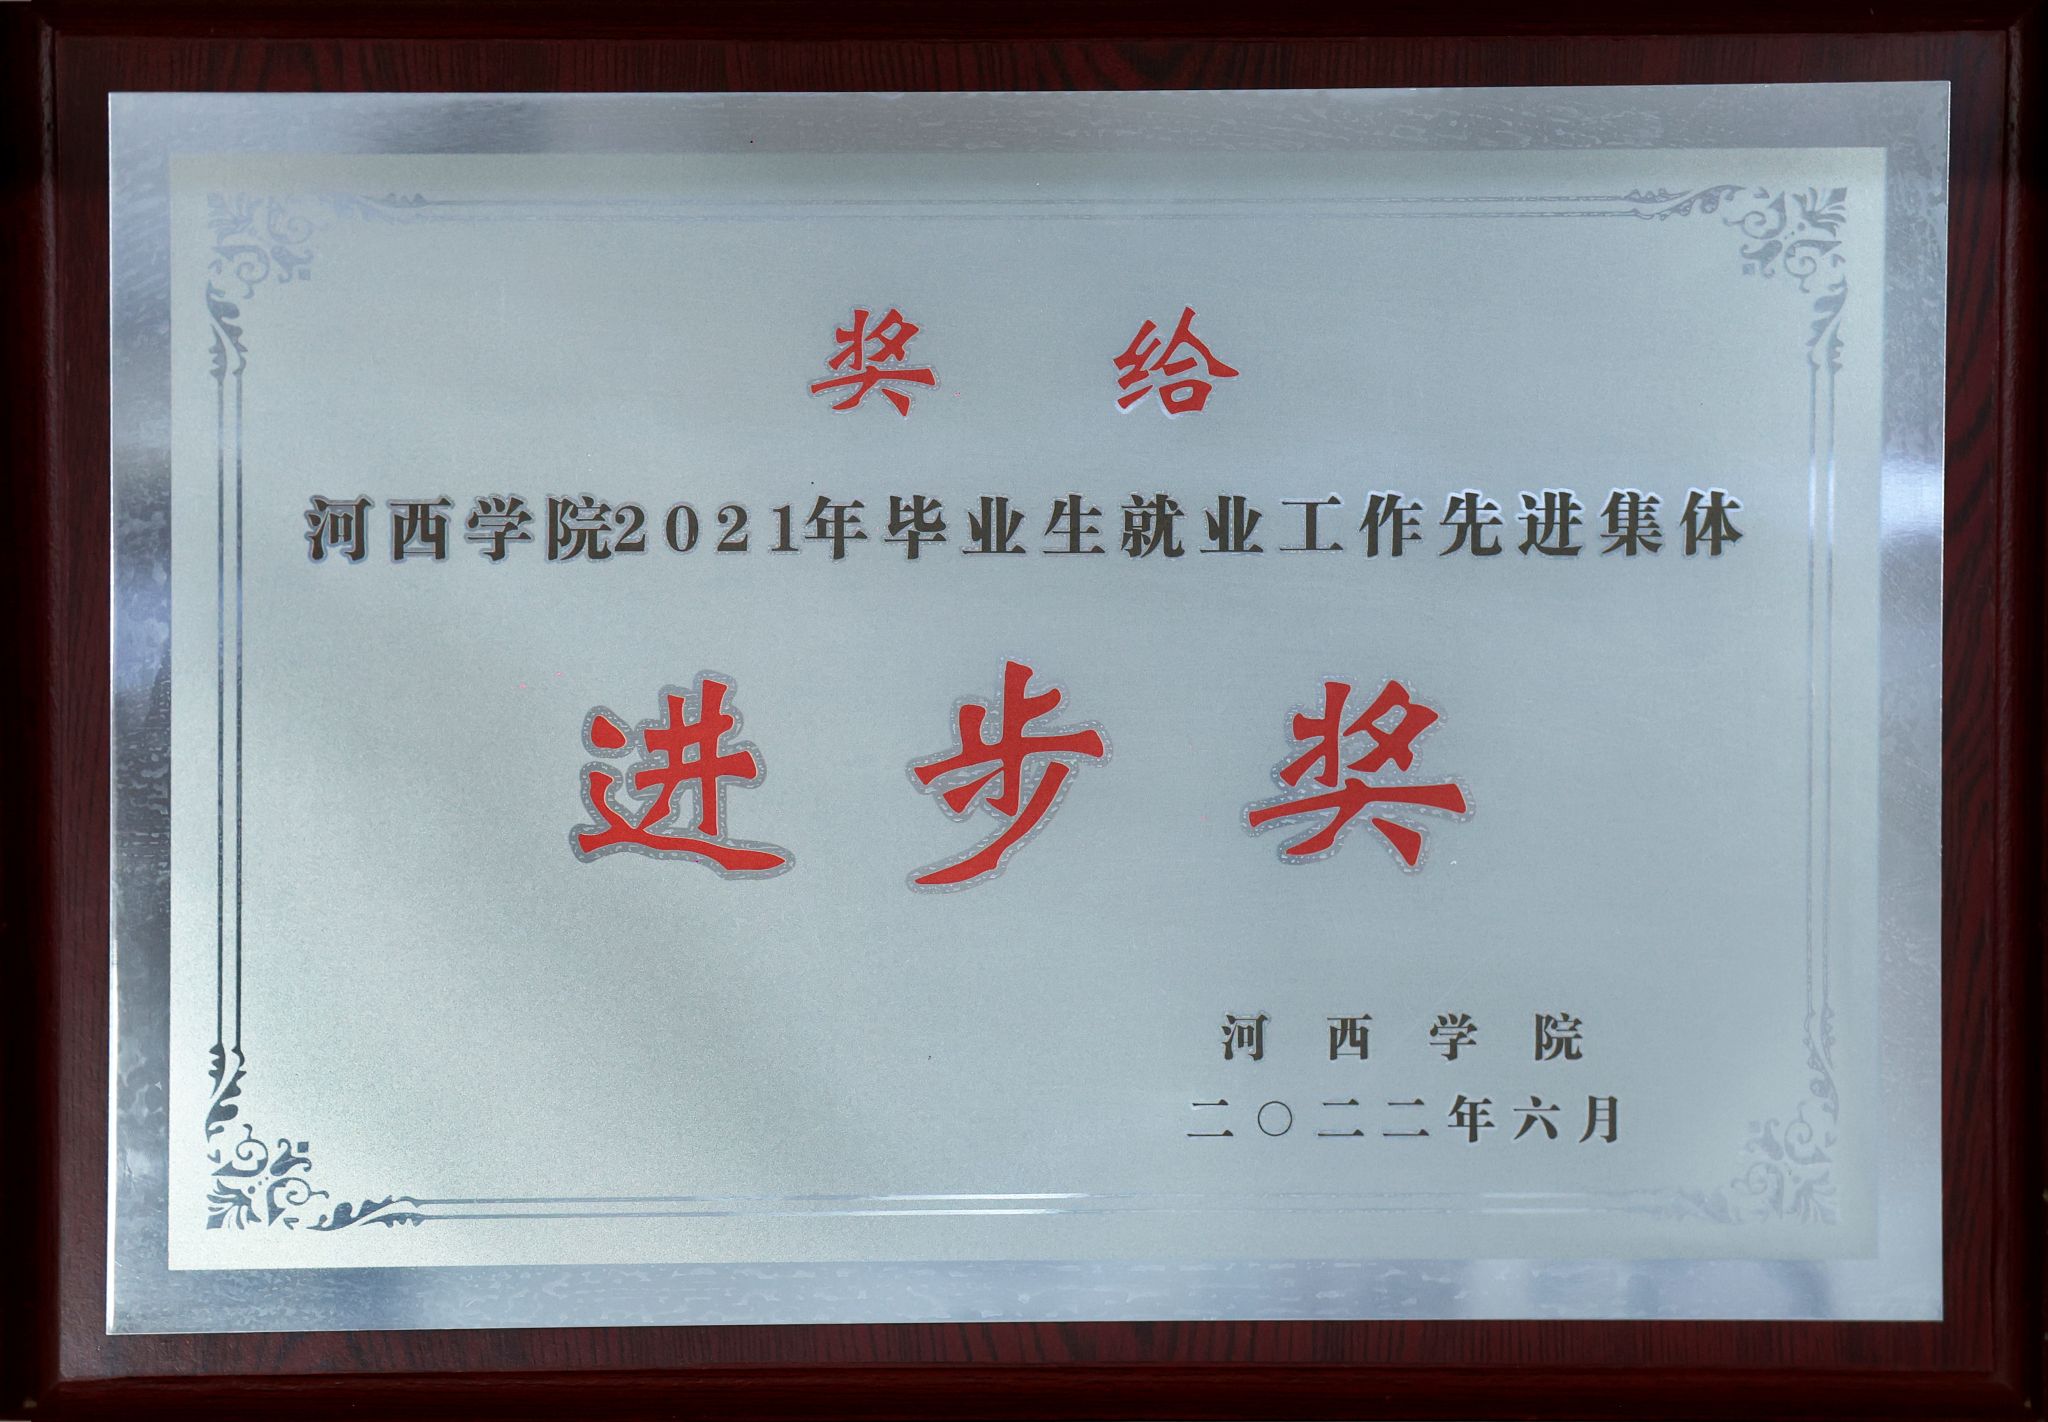 奖给
河西学院2021年毕业生就业工作先进集体
进步奖
河西学院
二〇二二年六月